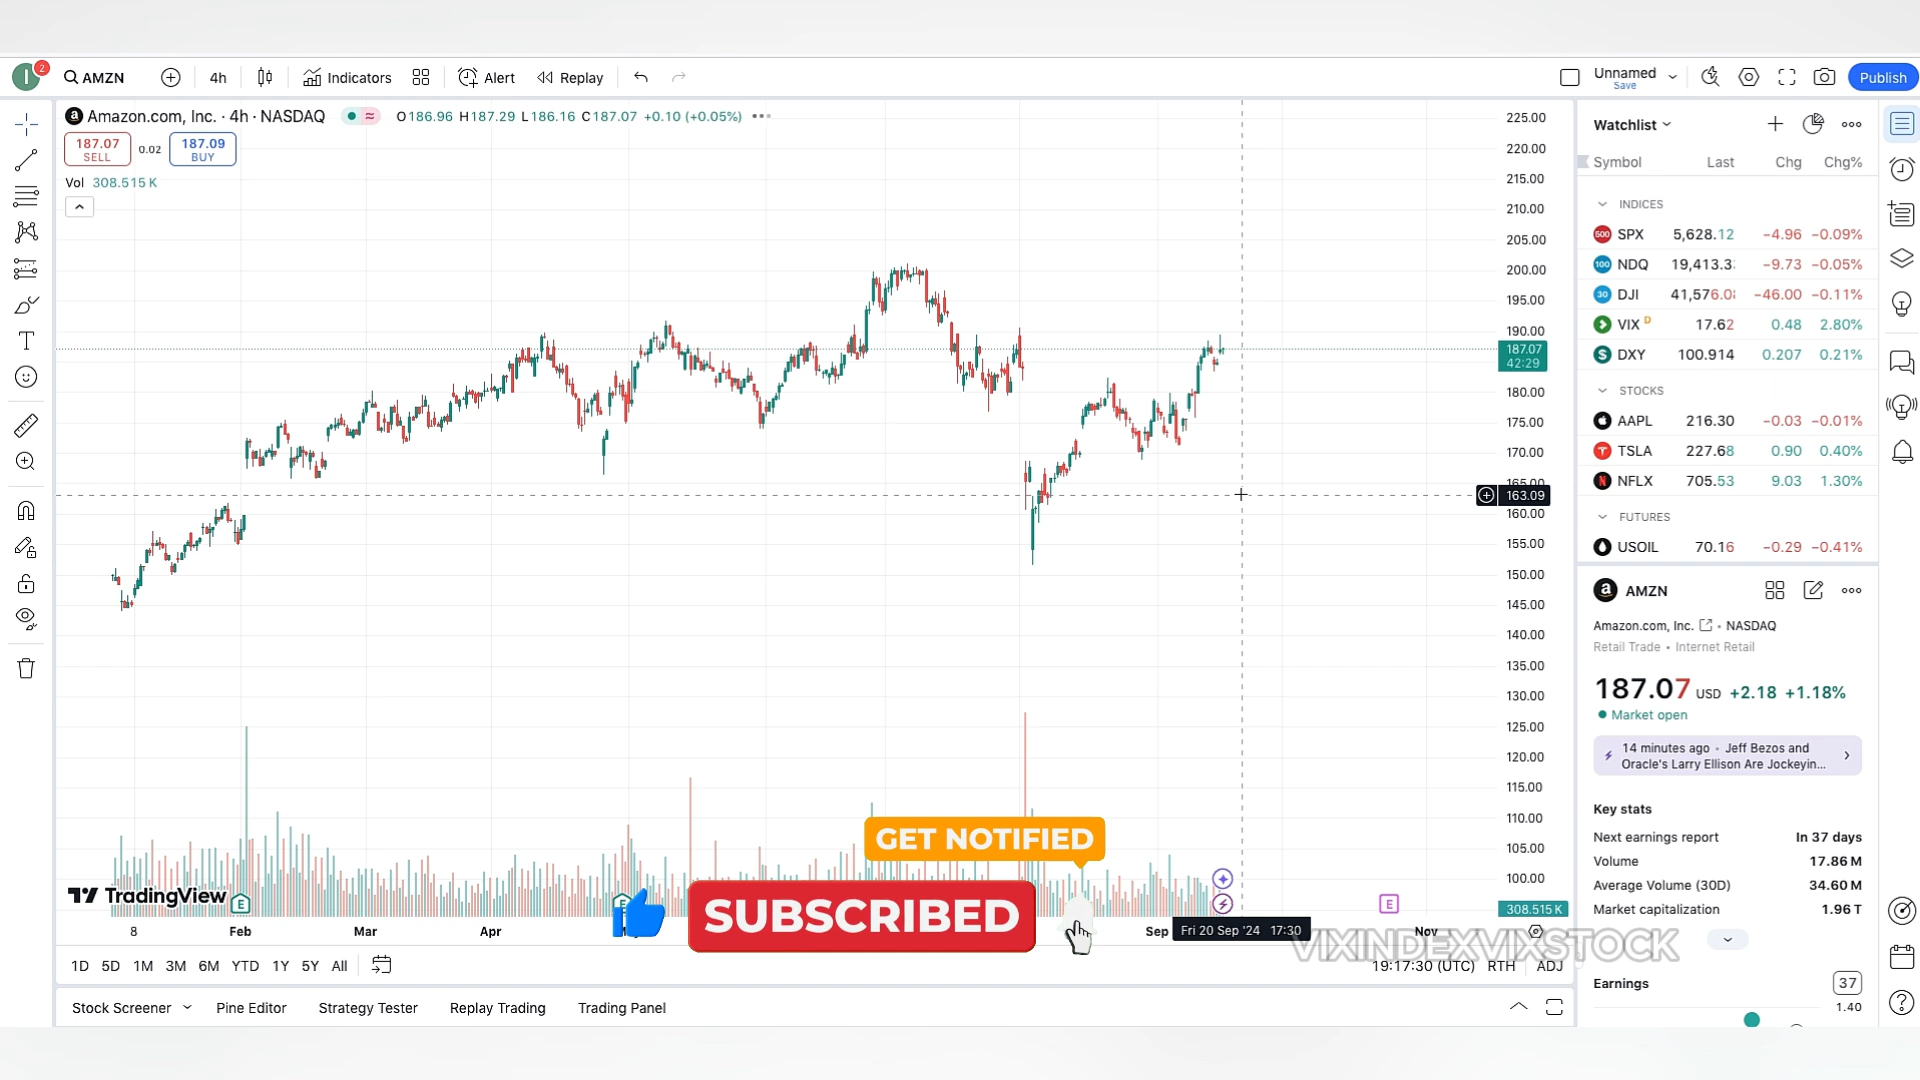 I 2 AMZN 4h Indicators Alert Replay Unnamed Save Publish
a Amazon.com, Inc. · 4h · NASDAQ O186.96 H187.29 L186.16 C187.07 +0.10 (+0.05%)
187.07 SELL 0.02 187.09 BUY
Vol 308.515 K
225.00
220.00
215.00
210.00
205.00
200.00
195.00
190.00
187.07
42:29
180.00
175.00
170.00
165.00
163.09
160.00
155.00
150.00
145.00
140.00
135.00
130.00
125.00
120.00
115.00
110.00
105.00
100.00
308.515 K
GET NOTIFIED
SUBSCRIBED
TradingView
E
E
E
8 Feb Mar Apr Sep Fri 20 Sep '24 17:30 Nov
VIXINDEXVIXSTOCK
1D 5D 1M 3M 6M YTD 1Y 5Y All 19:17:30 (UTC) RTH ADJ
Stock Screener Pine Editor Strategy Tester Replay Trading Trading Panel
Watchlist
Symbol Last Chg Chg%
INDICES
500 SPX 5,628.12 −4.96 −0.09%
100 NDQ 19,413.3 −9.73 −0.05%
30 DJI 41,576.0 −46.00 −0.11%
VIX D 17.62 0.48 2.80%
S DXY 100.914 0.207 0.21%
STOCKS
AAPL 216.30 −0.03 −0.01%
TSLA 227.68 0.90 0.40%
N NFLX 705.53 9.03 1.30%
FUTURES
USOIL 70.16 −0.29 −0.41%
a AMZN
Amazon.com, Inc. • NASDAQ
Retail Trade • Internet Retail
187.07 USD +2.18 +1.18%
Market open
14 minutes ago · Jeff Bezos and
Oracle's Larry Ellison Are Jockeyin...
Key stats
Next earnings report In 37 days
Volume 17.86 M
Average Volume (30D) 34.60 M
Market capitalization 1.96 T
Earnings 37
1.40